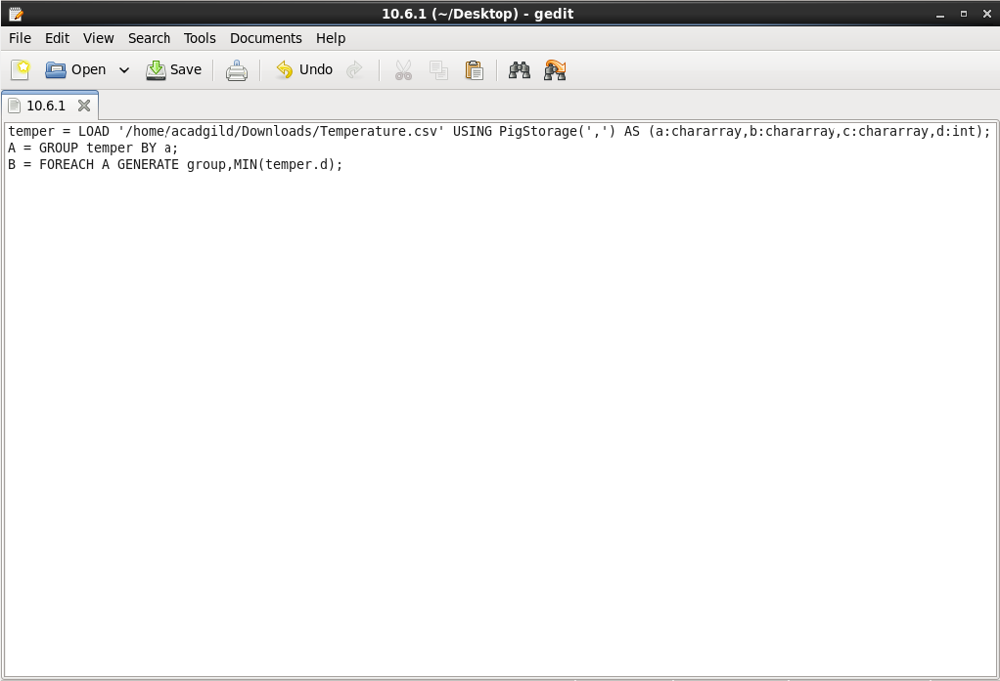 10.6.1 (~/Desktop) - gedit
File Edit View Search Tools Documents Help
Open Save Undo
10.6.1
temper = LOAD '/home/acadgild/Downloads/Temperature.csv' USING PigStorage(',') AS (a:chararray,b:chararray,c:chararray,d:int);
A = GROUP temper BY a;
B = FOREACH A GENERATE group,MIN(temper.d);